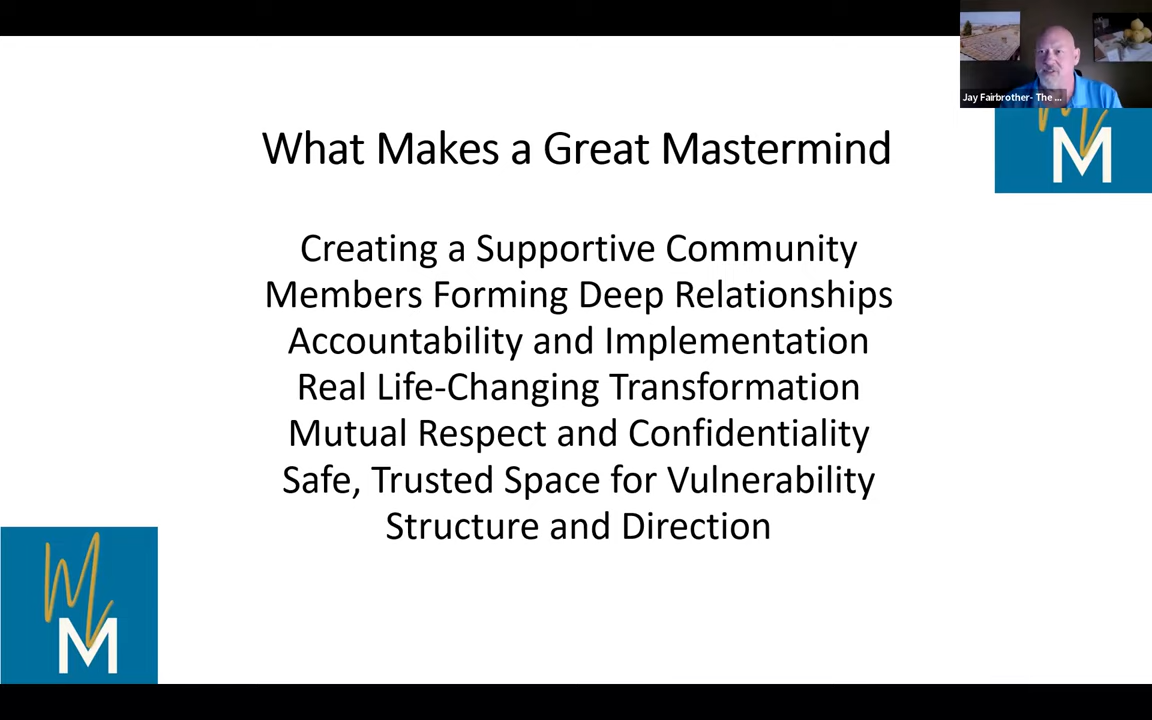 Jay Fairbrother- The ...
M
M
What Makes a Great Mastermind
Creating a Supportive Community
Members Forming Deep Relationships
Accountability and Implementation
Real Life-Changing Transformation
Mutual Respect and Confidentiality
Safe, Trusted Space for Vulnerability
Structure and Direction
M
M